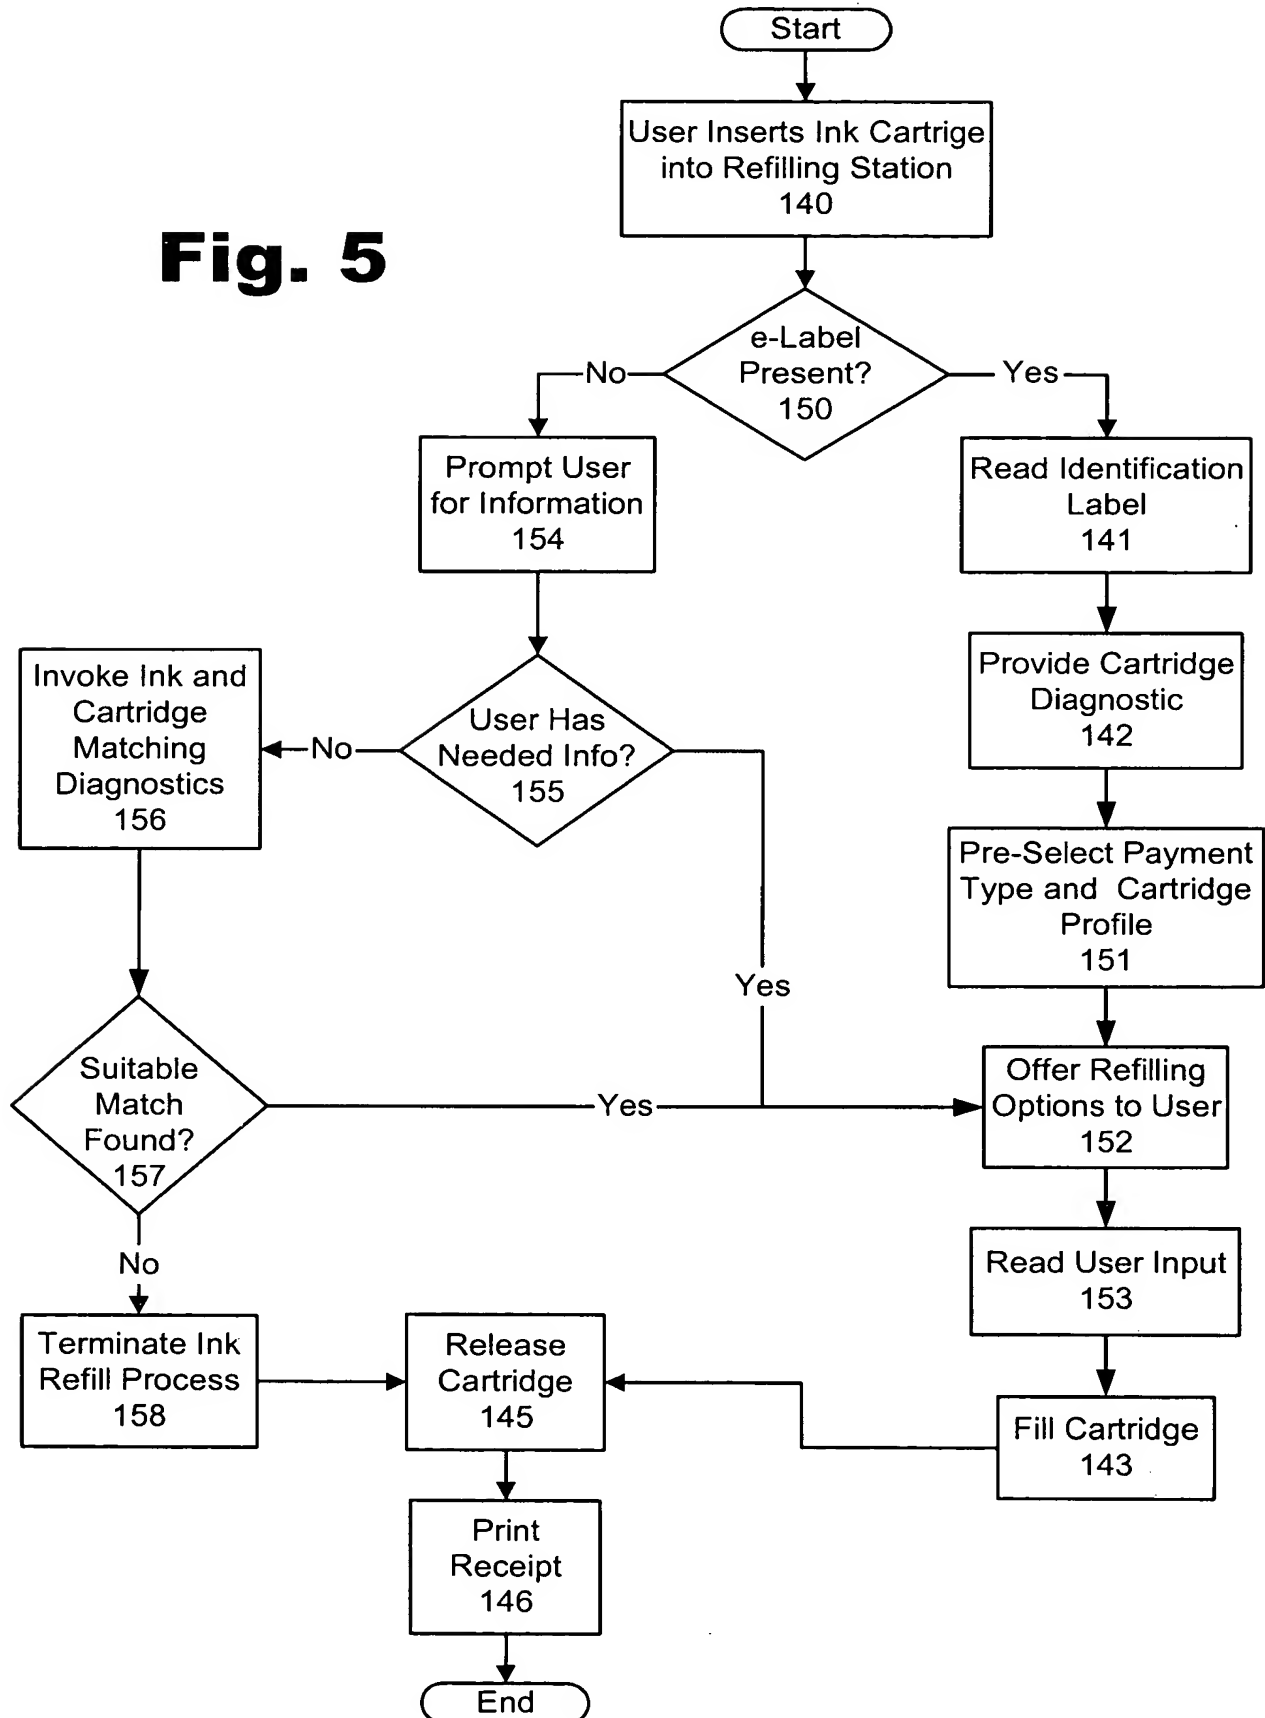 Start
User Inserts Ink Cartrige
into Refilling Station
140
Fig. 5
e-Label
Present?
150
No
Yes
Prompt User
for Information
154
Read Identification
Label
141
Invoke Ink and
Cartridge
Matching
Diagnostics
156
No
User Has
Needed Info?
155
Provide Cartridge
Diagnostic
142
Pre-Select Payment
Type and Cartridge
Profile
151
Yes
Suitable
Match
Found?
157
Yes
Offer Refilling
Options to User
152
No
Read User Input
153
Terminate Ink
Refill Process
158
Release
Cartridge
145
Fill Cartridge
143
Print
Receipt
146
End